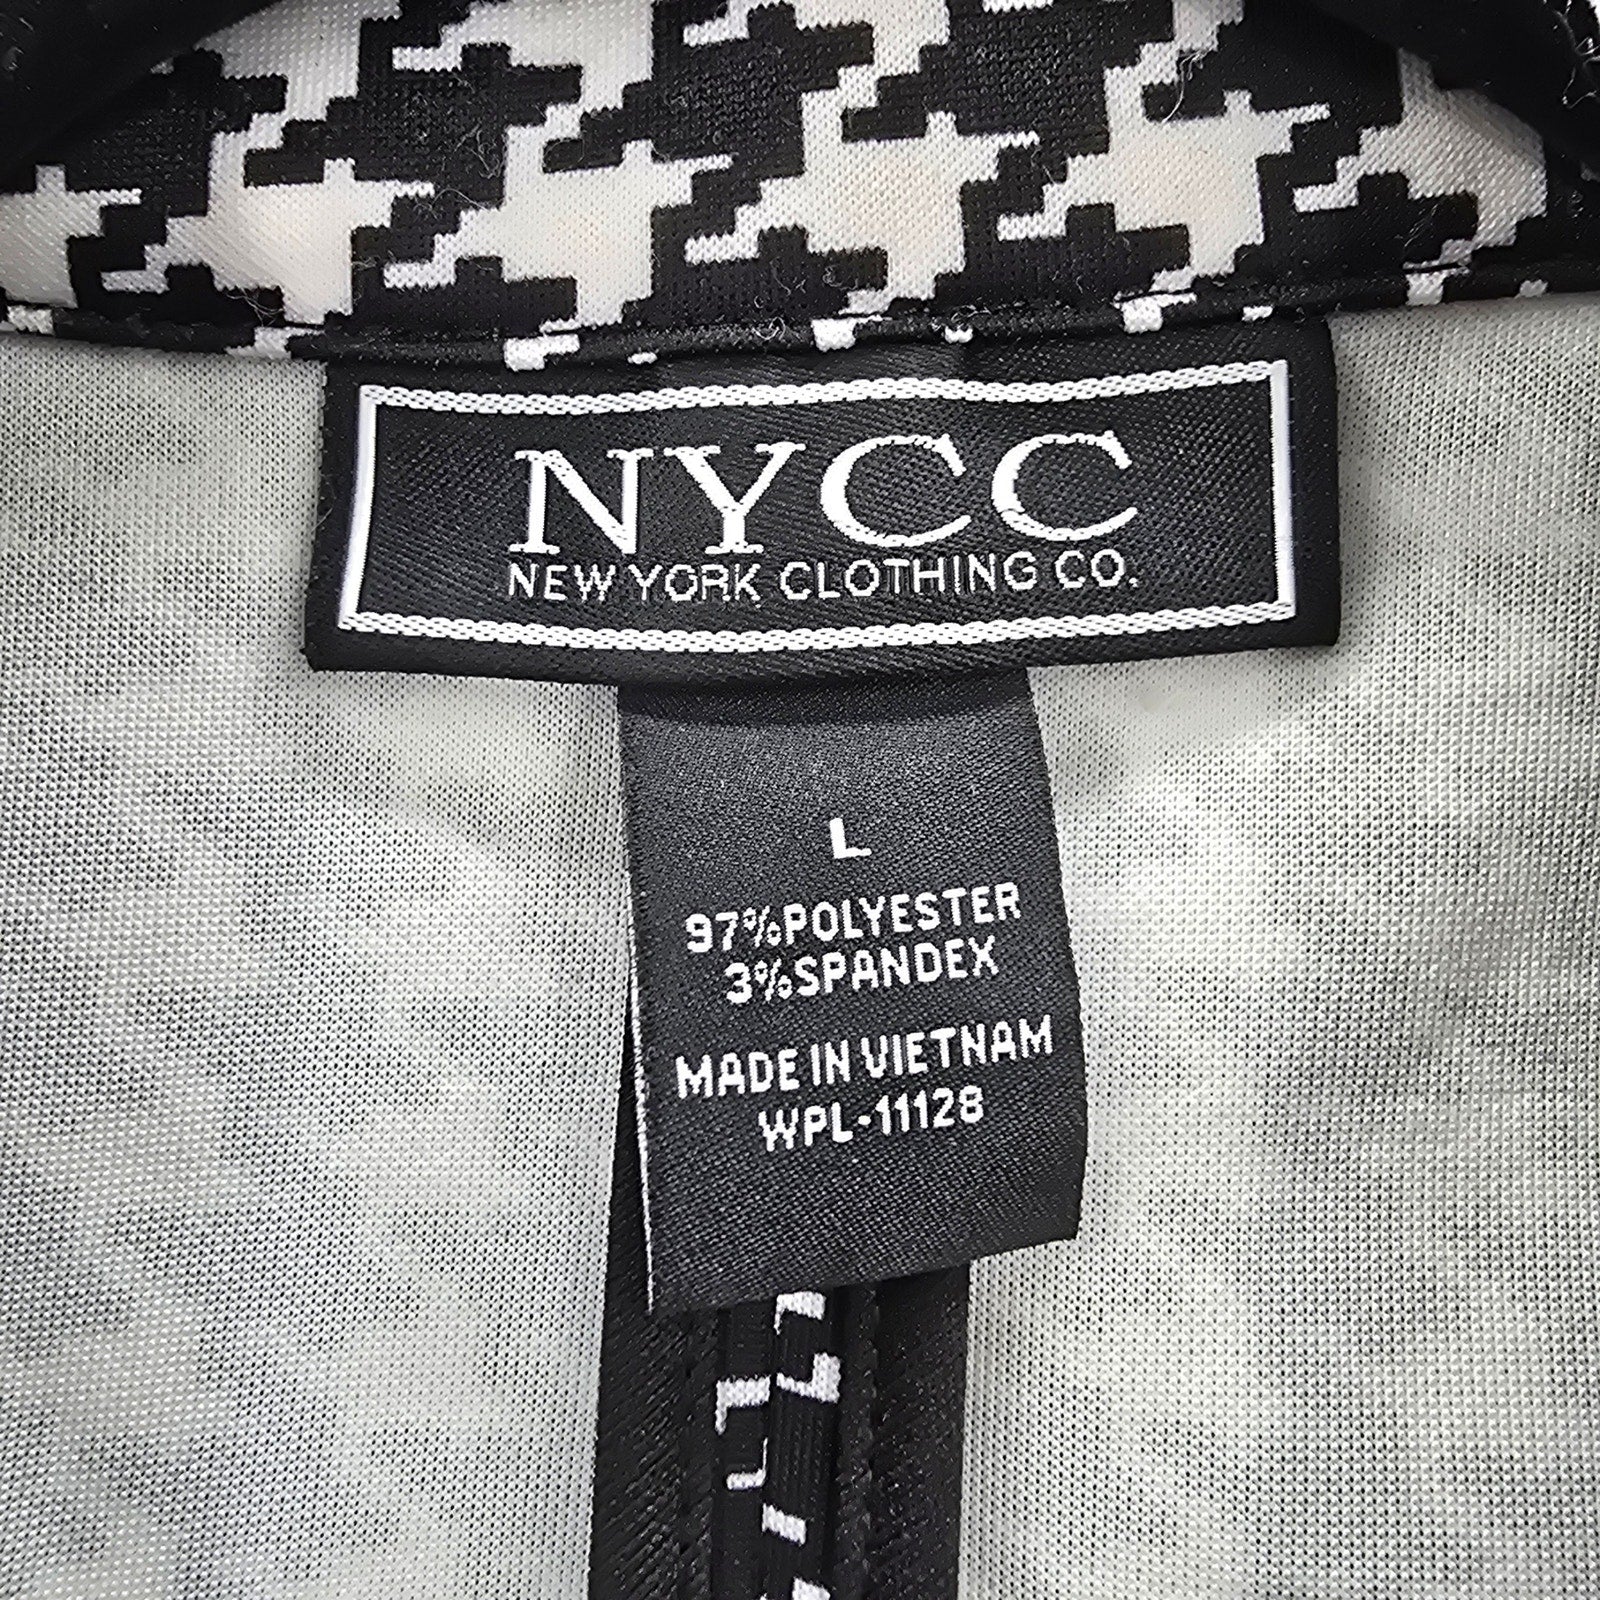 NYCC
NEW YORK CLOTHING CO.
L
97%POLYESTER
3%SPANDEX
MADE IN VIETNAM
WPL-11128